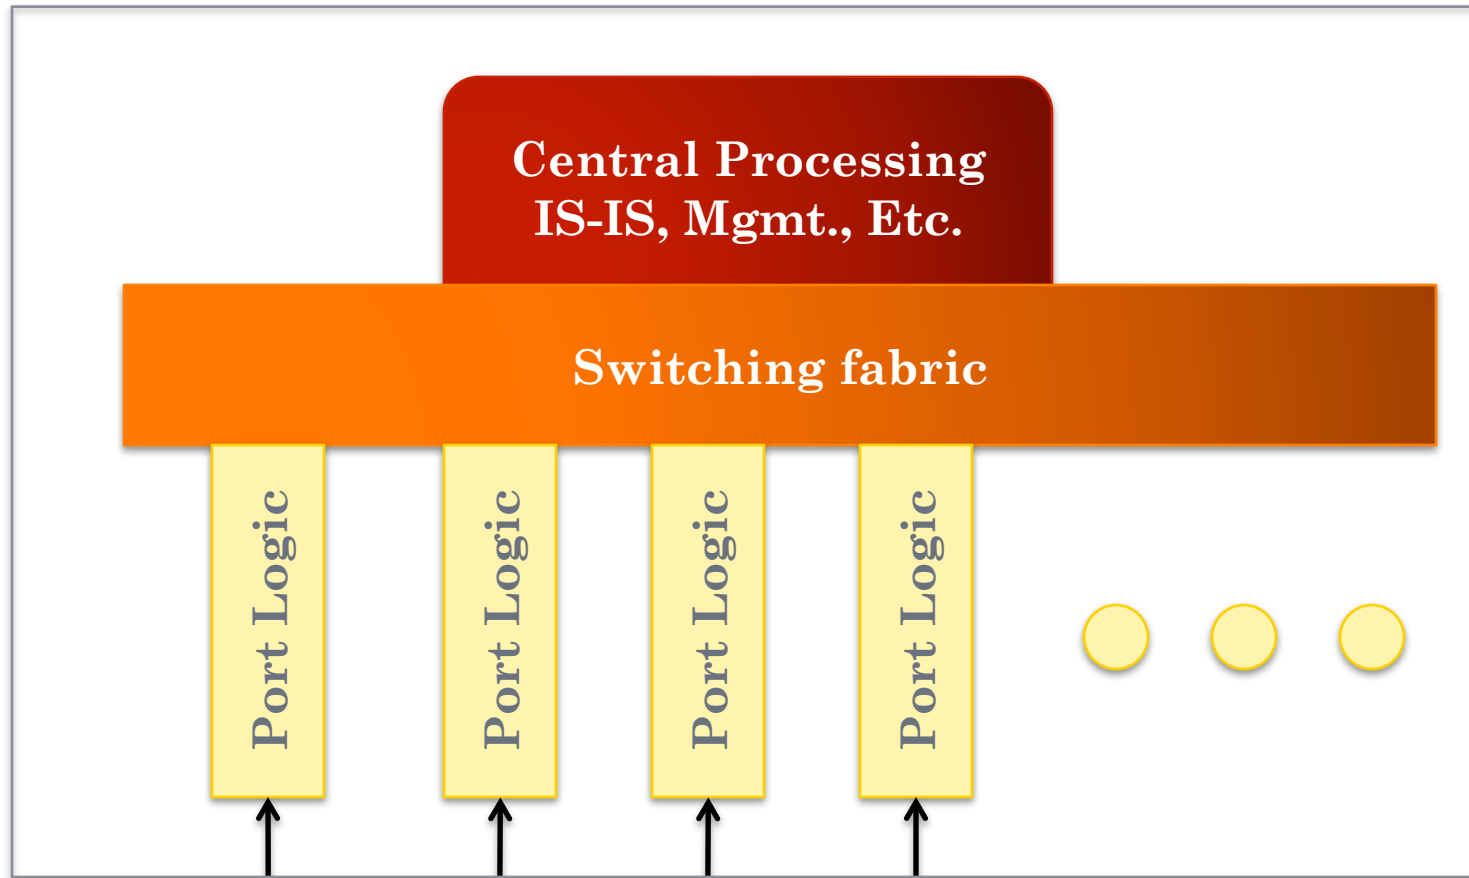 Central Processing
IS-IS, Mgmt., Etc.
Switching fabric
Port Logic
Port Logic
Port Logic
Port Logic